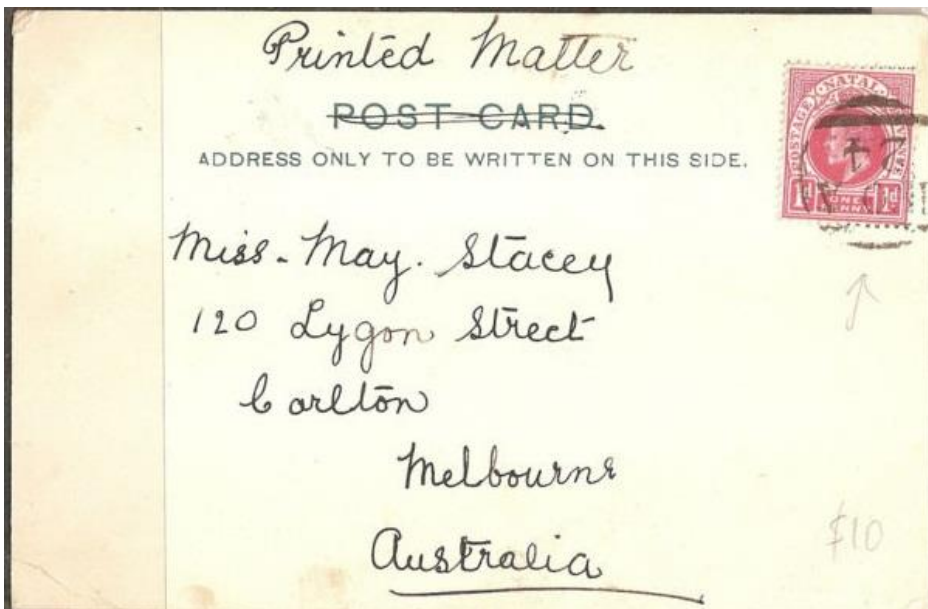 Printed Matter
POST CARD.
ADDRESS ONLY TO BE WRITTEN ON THIS SIDE.
POSTAGE NATAL
1d ONE PENNY 1d
Miss. May. Stacey
120 Lygon Street
Carlton
Melbourne
Australia
$10